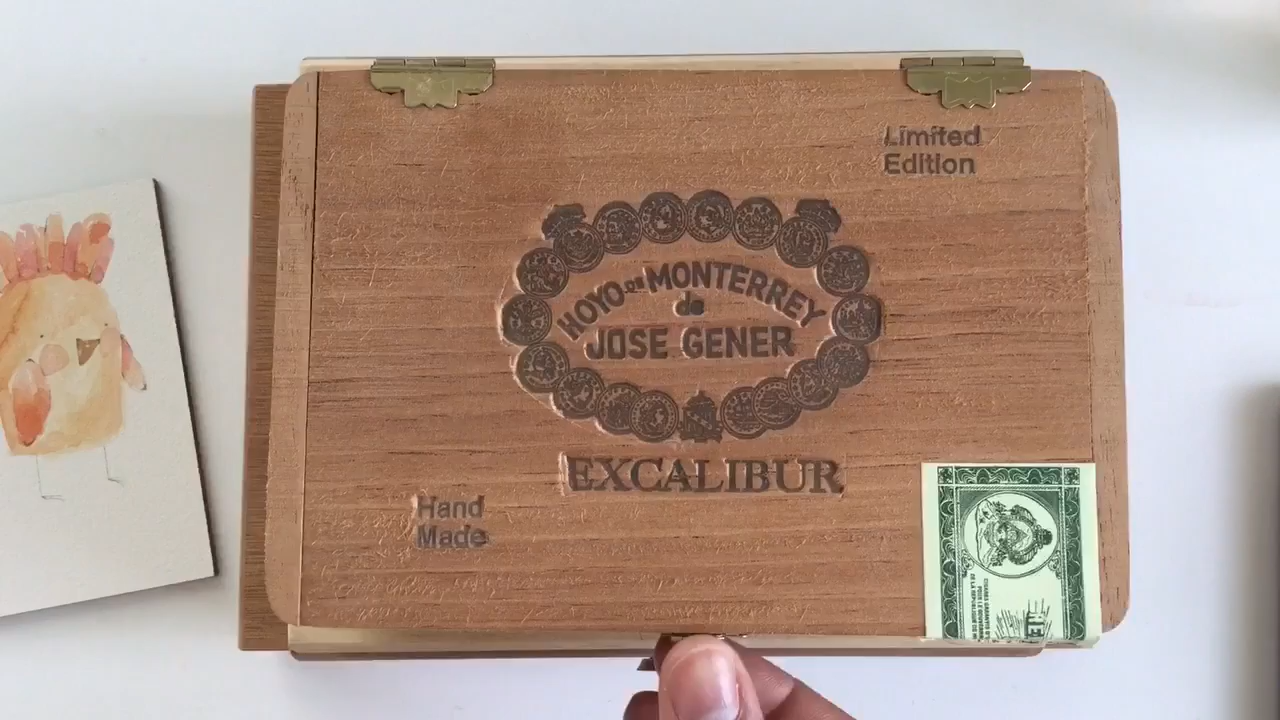 Limited
Edition
HOYO DE MONTERREY
de
JOSE GENER
EXCALIBUR
Hand
Made